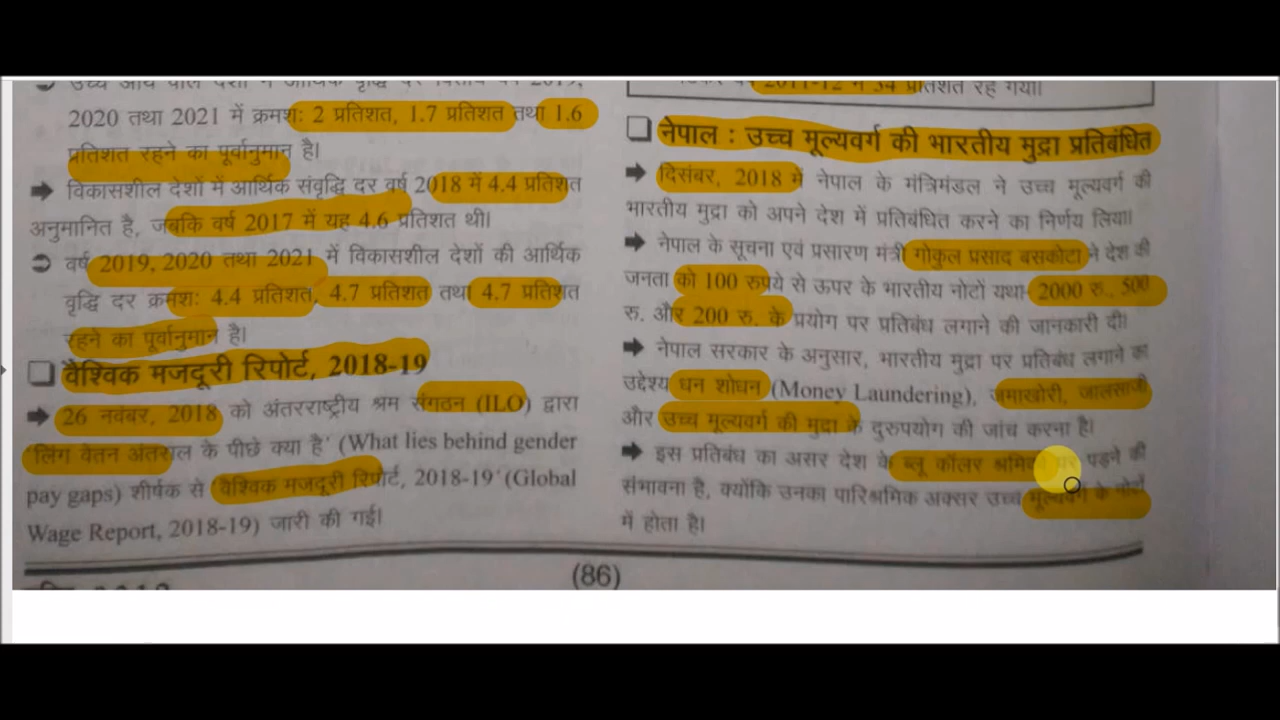 2020 तथा 2021 में क्रमशः 2 प्रतिशत, 1.7 प्रतिशत तथा 1.6
प्रतिशत रहने का पूर्वानुमान है।
➡ विकासशील देशों में आर्थिक संवृद्धि दर वर्ष 2018 में 4.4 प्रतिशत
अनुमानित है, जबकि वर्ष 2017 में यह 4.6 प्रतिशत थी।
➲ वर्ष 2019, 2020 तथा 2021 में विकासशील देशों की आर्थिक
वृद्धि दर क्रमशः 4.4 प्रतिशत, 4.7 प्रतिशत तथा 4.7 प्रतिशत
रहने का पूर्वानुमान है।
❑ वैश्विक मजदूरी रिपोर्ट, 2018-19
➡ 26 नवंबर, 2018 को अंतरराष्ट्रीय श्रम संगठन (ILO) द्वारा
'लिंग वेतन अंतराल के पीछे क्या है' (What lies behind gender
pay gaps) शीर्षक से 'वैश्विक मजदूरी रिपोर्ट, 2018-19' (Global
Wage Report, 2018-19) जारी की गई।
2011-12 में 34 प्रतिशत रह गया।
❑ नेपाल : उच्च मूल्यवर्ग की भारतीय मुद्रा प्रतिबंधित
➡ दिसंबर, 2018 में नेपाल के मंत्रिमंडल ने उच्च मूल्यवर्ग की
भारतीय मुद्रा को अपने देश में प्रतिबंधित करने का निर्णय लिया।
➡ नेपाल के सूचना एवं प्रसारण मंत्री गोकुल प्रसाद बसकोटा ने देश की
जनता को 100 रुपये से ऊपर के भारतीय नोटों यथा- 2000 रु., 500
रु. और 200 रु. के प्रयोग पर प्रतिबंध लगाने की जानकारी दी।
➡ नेपाल सरकार के अनुसार, भारतीय मुद्रा पर प्रतिबंध लगाने का
उद्देश्य धन शोधन (Money Laundering), जमाखोरी, जालसाजी
और उच्च मूल्यवर्ग की मुद्रा के दुरुपयोग की जांच करना है।
➡ इस प्रतिबंध का असर देश के ब्लू कॉलर श्रमिकों पर पड़ने की
संभावना है, क्योंकि उनका पारिश्रमिक अक्सर उच्च मूल्यवर्ग के नोटों
में होता है।
(86)